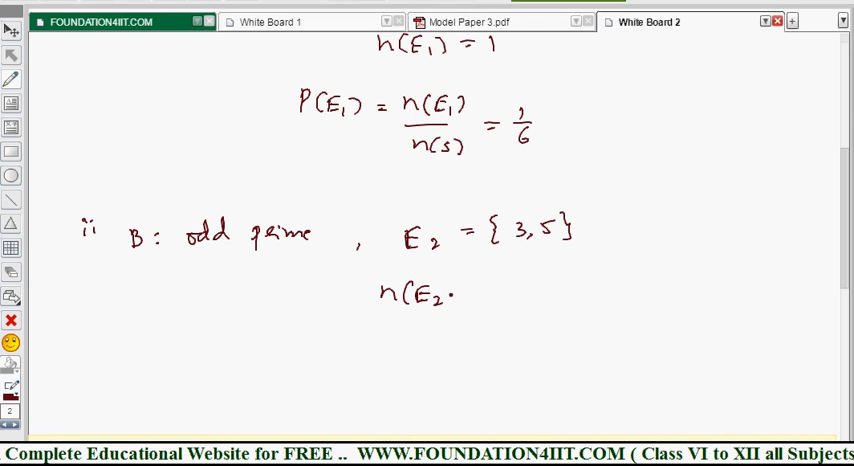 FOUNDATION4IIT.COM
White Board 1
Model Paper 3.pdf
White Board 2
n(E1) = 1
P(E1) = n(E1) / n(s) = 1/6
ii B: odd prime, E2 = {3, 5}
n(E2
2
Complete Educational Website for FREE .. WWW.FOUNDATION4IIT.COM ( Class VI to XII all Subjects